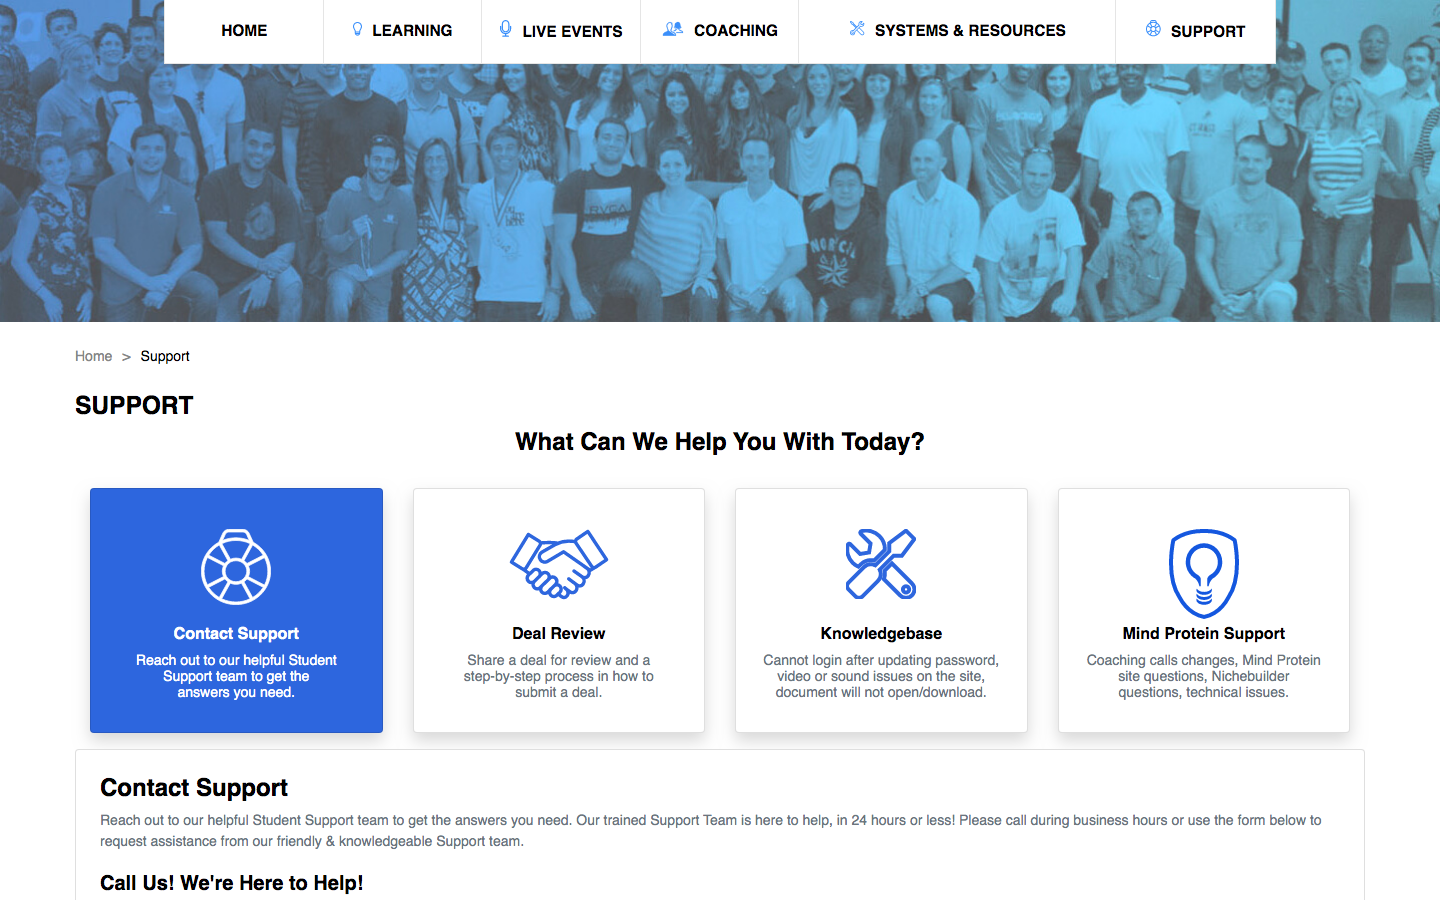 HOME
LEARNING
LIVE EVENTS
COACHING
SYSTEMS & RESOURCES
SUPPORT
RVCA
NOR CAL
Home > Support
SUPPORT
What Can We Help You With Today?
Contact Support
Reach out to our helpful Student
Support team to get the
answers you need.
Deal Review
Share a deal for review and a
step-by-step process in how to
submit a deal.
Knowledgebase
Cannot login after updating password,
video or sound issues on the site,
document will not open/download.
Mind Protein Support
Coaching calls changes, Mind Protein
site questions, Nichebuilder
questions, technical issues.
Contact Support
Reach out to our helpful Student Support team to get the answers you need. Our trained Support Team is here to help, in 24 hours or less! Please call during business hours or use the form below to
request assistance from our friendly & knowledgeable Support team.
Call Us! We're Here to Help!